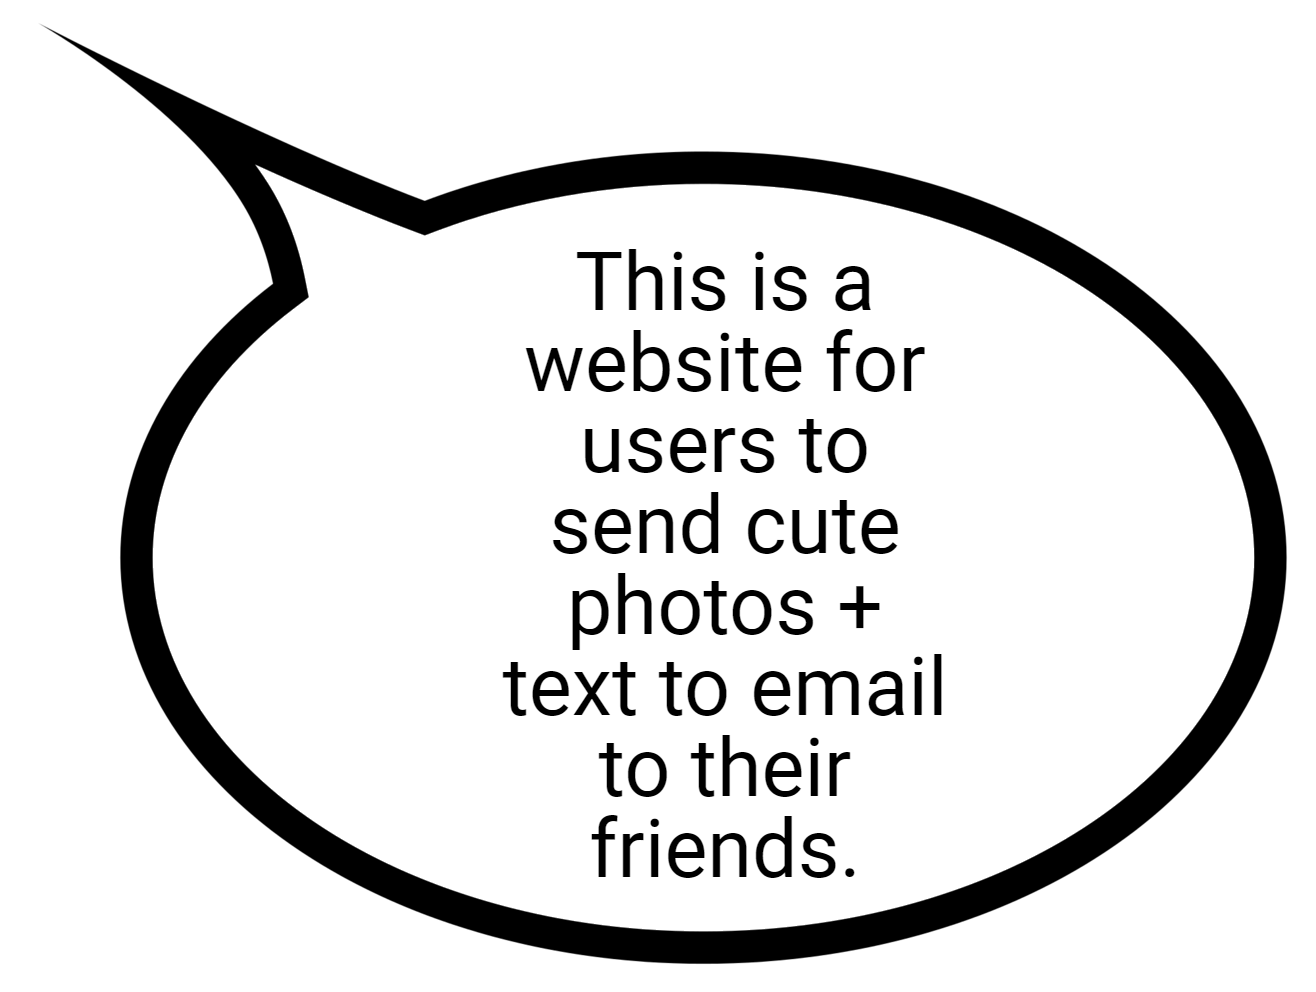 This is a
website for
users to
send cute
photos +
text to email
to their
friends.